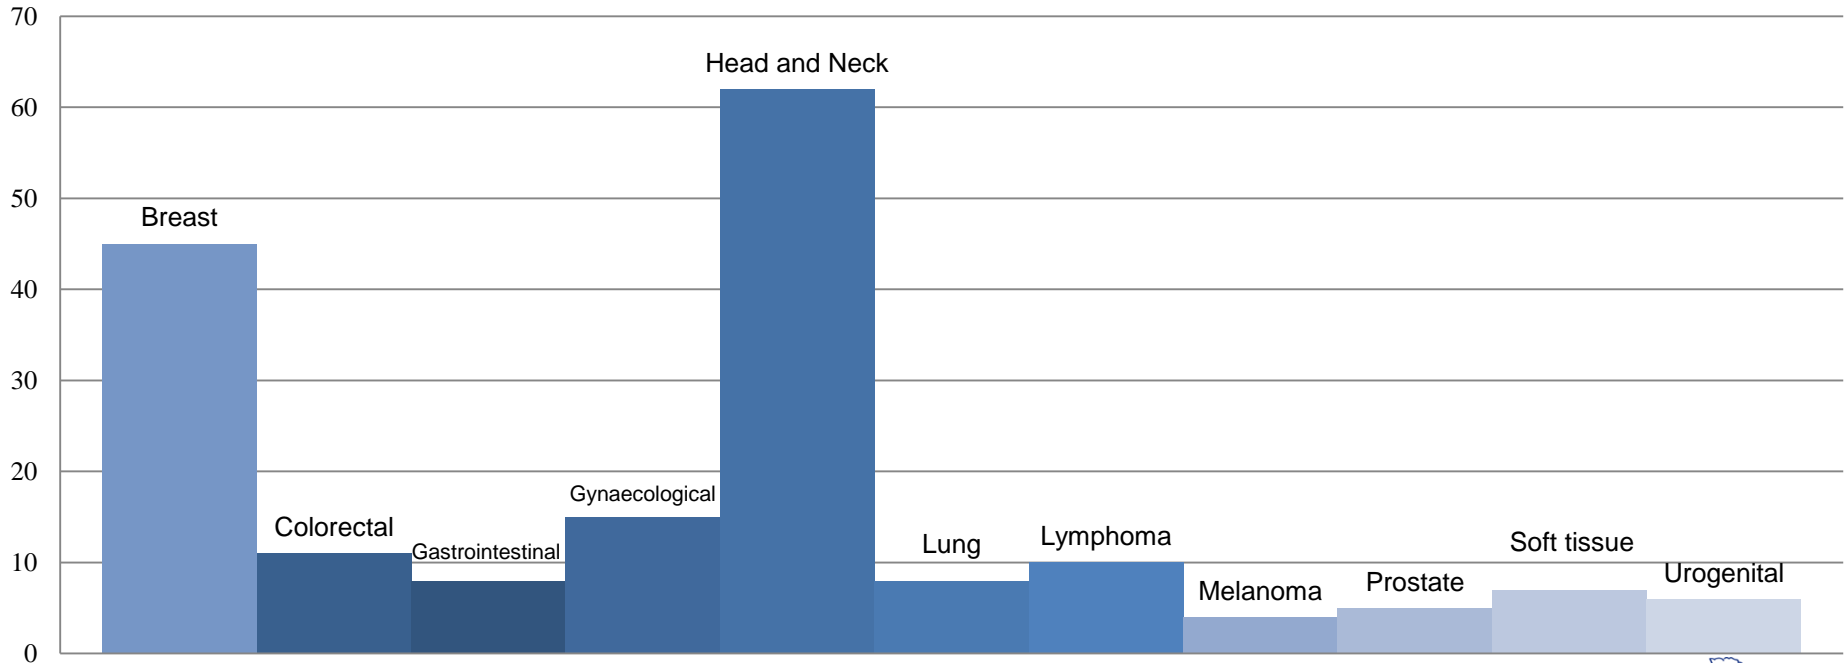 70
60
50
40
30
20
10
0
Breast
Colorectal
Gastrointestinal
Gynaecological
Head and Neck
Lung
Lymphoma
Melanoma
Prostate
Soft tissue
Urogenital